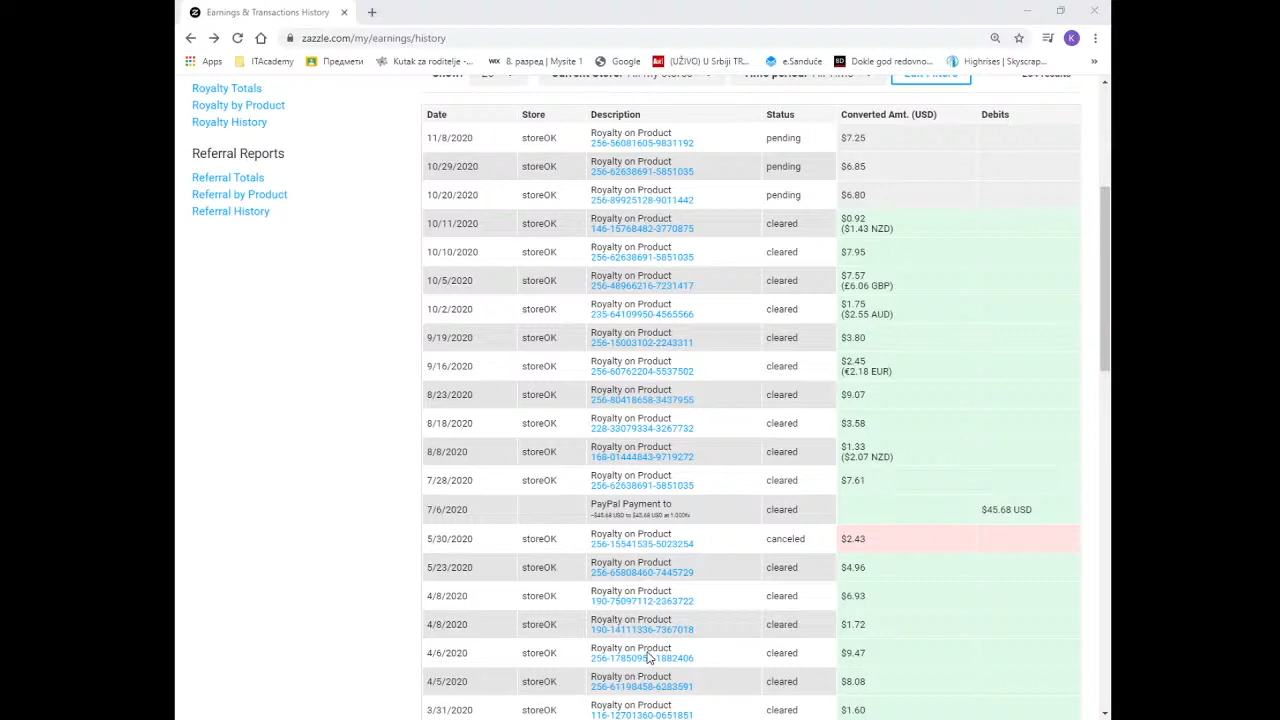 Earnings & Transactions History
zazzle.com/my/earnings/history
K
Apps ITAcademy Предмети Kutak za roditelje -... WIX 8. razped | Mysite 1 Google (UŽIVO) U Srbiji TR... e.Sanduče Dokle god redovno... Highrises | Skyscrap... »
Royalty Totals
Royalty by Product
Royalty History
Referral Reports
Referral Totals
Referral by Product
Referral History
Date Store Description Status Converted Amt. (USD) Debits
11/8/2020 storeOK Royalty on Product pending $7.25
256-56081605-9831192
10/29/2020 storeOK Royalty on Product pending $6.85
256-62638691-5851035
10/20/2020 storeOK Royalty on Product pending $6.80
256-89925128-9011442
10/11/2020 storeOK Royalty on Product cleared $0.92
146-15768482-3770875 ($1.43 NZD)
10/10/2020 storeOK Royalty on Product cleared $7.95
256-62638691-5851035
10/5/2020 storeOK Royalty on Product cleared $7.57
256-48966216-7231417 (£6.06 GBP)
10/2/2020 storeOK Royalty on Product cleared $1.75
235-64109950-4565566 ($2.55 AUD)
9/19/2020 storeOK Royalty on Product cleared $3.80
256-15003102-2243311
9/16/2020 storeOK Royalty on Product cleared $2.45
256-60762204-5537502 (€2.18 EUR)
8/23/2020 storeOK Royalty on Product cleared $9.07
256-80418658-3437955
8/18/2020 storeOK Royalty on Product cleared $3.58
228-33079334-3267732
8/8/2020 storeOK Royalty on Product cleared $1.33
168-01444843-9719272 ($2.07 NZD)
7/28/2020 storeOK Royalty on Product cleared $7.61
256-62638691-5851035
7/6/2020 PayPal Payment to cleared $45.68 USD
~$45.68 USD to $45.68 USD at 1.000fx
5/30/2020 storeOK Royalty on Product canceled $2.43
256-15541535-5023254
5/23/2020 storeOK Royalty on Product cleared $4.96
256-65808460-7445729
4/8/2020 storeOK Royalty on Product cleared $6.93
190-75097112-2363722
4/8/2020 storeOK Royalty on Product cleared $1.72
190-14111336-7367018
4/6/2020 storeOK Royalty on Product cleared $9.47
4/5/2020 storeOK Royalty on Product cleared $8.08
256-61198458-6283591
3/31/2020 storeOK Royalty on Product cleared $1.60
116-12701360-0651851